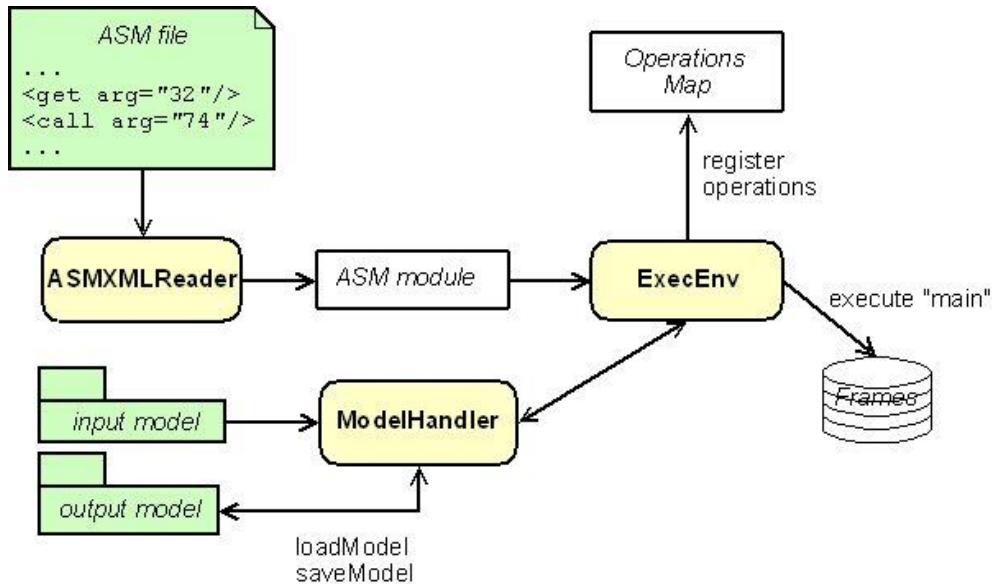 ASM file
...
<get arg="32"/>
<call arg="74"/>
...
Operations
Map
register
operations
ASMXMLReader
ASM module
ExecEnv
execute "main"
Frames
input model
ModelHandler
output model
loadModel
saveModel